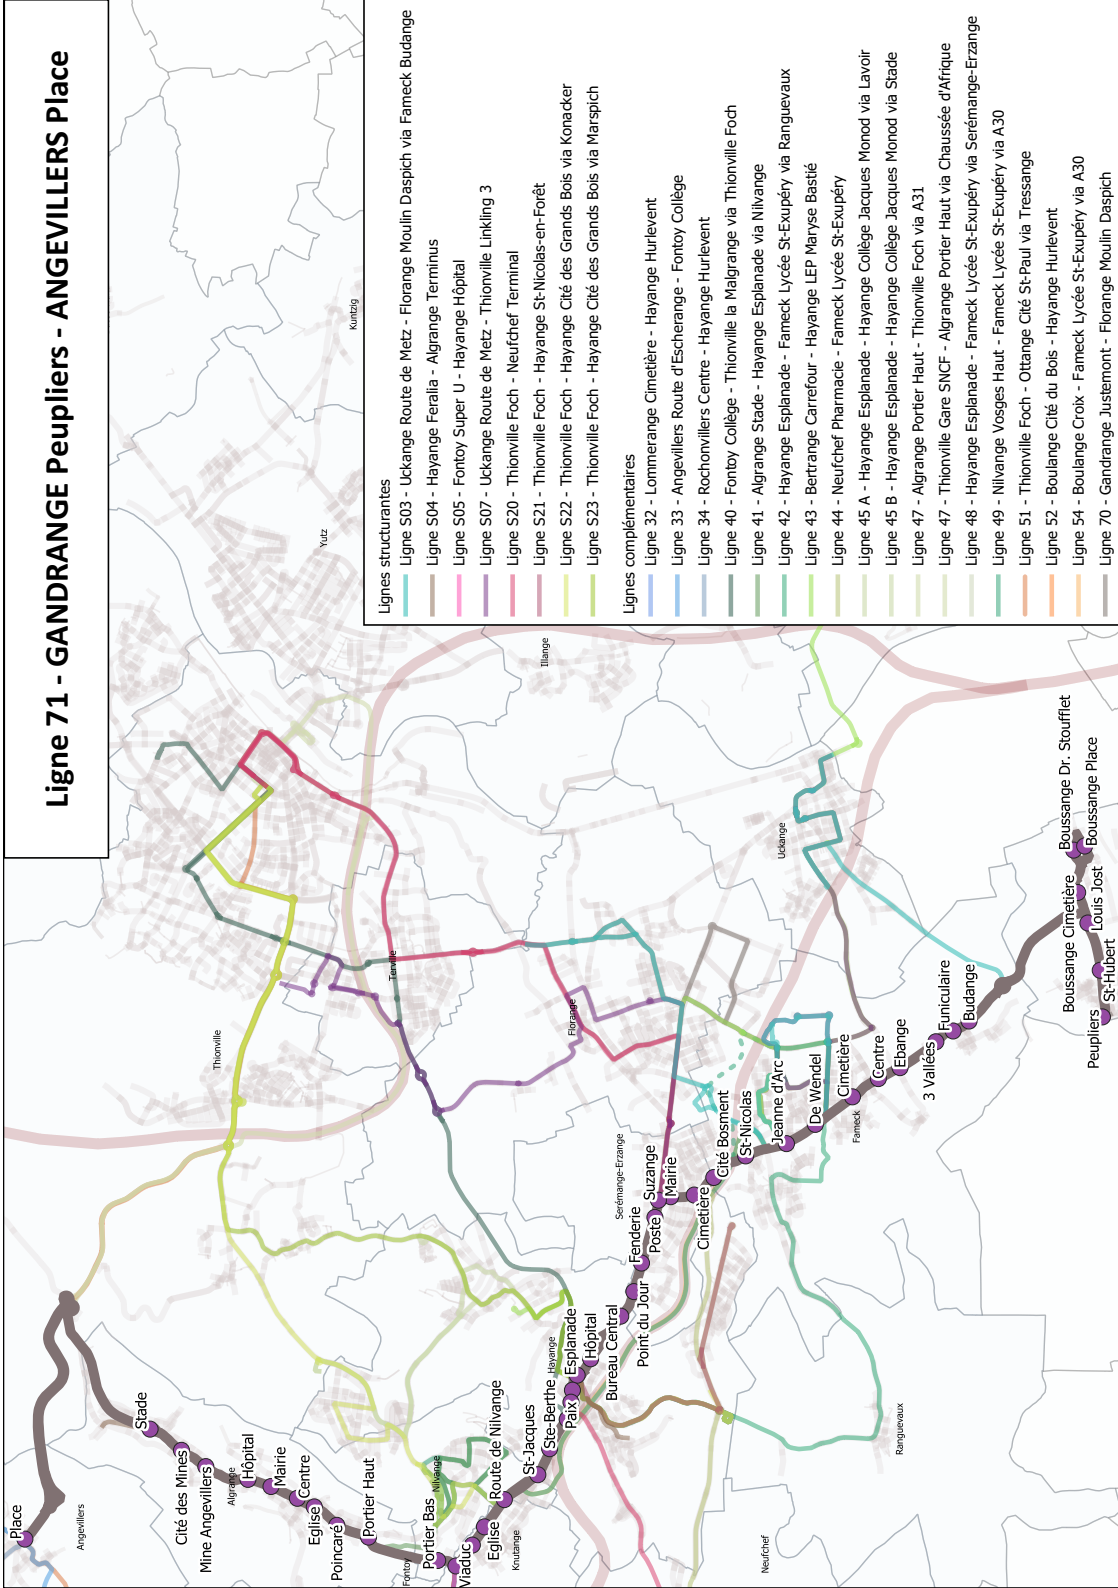 Ligne 71 - GANDRANGE Peupliers - ANGEVILLERS Place
Lignes structurantes
Ligne S03 - Uckange Route de Metz - Florange Moulin Daspich via Fameck Budange
Ligne S04 - Hayange Feralia - Algrange Terminus
Ligne S05 - Fontoy Super U - Hayange Hôpital
Ligne S07 - Uckange Route de Metz - Thionville Linkling 3
Ligne S20 - Thionville Foch - Neufchef Terminal
Ligne S21 - Thionville Foch - Hayange St-Nicolas-en-Forêt
Ligne S22 - Thionville Foch - Hayange Cité des Grands Bois via Konacker
Ligne S23 - Thionville Foch - Hayange Cité des Grands Bois via Marspich
Lignes complémentaires
Ligne 32 - Lommerange Cimetière - Hayange Hurlevent
Ligne 33 - Angevillers Route d'Escherange - Fontoy Collège
Ligne 34 - Rochonvillers Centre - Hayange Hurlevent
Ligne 40 - Fontoy Collège - Thionville la Malgrange via Thionville Foch
Ligne 41 - Algrange Stade - Hayange Esplanade via Nilvange
Ligne 42 - Hayange Esplanade - Fameck Lycée St-Exupéry via Ranguevaux
Ligne 43 - Bertrange Carrefour - Hayange LEP Maryse Bastié
Ligne 44 - Neufchef Pharmacie - Fameck Lycée St-Exupéry
Ligne 45 A - Hayange Esplanade - Hayange Collège Jacques Monod via Lavoir
Ligne 45 B - Hayange Esplanade - Hayange Collège Jacques Monod via Stade
Ligne 47 - Algrange Portier Haut - Thionville Foch via A31
Ligne 47 - Thionville Gare SNCF - Algrange Portier Haut via Chaussée d'Afrique
Ligne 48 - Hayange Esplanade - Fameck Lycée St-Exupéry via Serémange-Erzange
Ligne 49 - Nilvange Vosges Haut - Fameck Lycée St-Exupéry via A30
Ligne 51 - Thionville Foch - Ottange Cité St-Paul via Tressange
Ligne 52 - Boulange Cité du Bois - Hayange Hurlevent
Ligne 54 - Boulange Croix - Fameck Lycée St-Exupéry via A30
Ligne 70 - Gandrange Justemont - Florange Moulin Daspich
Place
Angevillers
Stade
Cité des Mines
Mine Angevillers
Algrange
Hôpital
Mairie
Centre
Eglise
Poincaré
Portier Haut
Fontoy
Portier Bas
Nilvange
Viaduc
Eglise
Knutange
Route de Nilvange
St-Jacques
Ste-Berthe
Paix
Hayange
Esplanade
Hôpital
Bureau Central
Point du Jour
Fenderie
Poste
Suzange
Mairie
Serémange-Erzange
Cimetière
Cité Bosment
St-Nicolas
Jeanne d'Arc
De Wendel
Cimetière
Fameck
Centre
Ebange
3 Vallées
Funiculaire
Budange
Boussange Cimetière
Boussange Dr. Stoufflet
Boussange Place
Louis Jost
St-Hubert
Peupliers
Neufchef
Ranguevaux
Thionville
Terville
Florange
Uckange
Illange
Yutz
Kuntzig